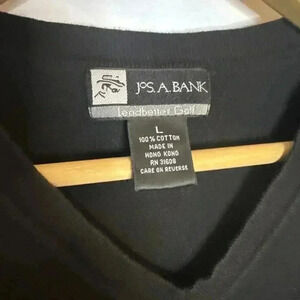 JOS. A. BANK
Leadbetter Golf
L
100% COTTON
MADE IN
HONG KONG
RN 31608
CARE ON REVERSE